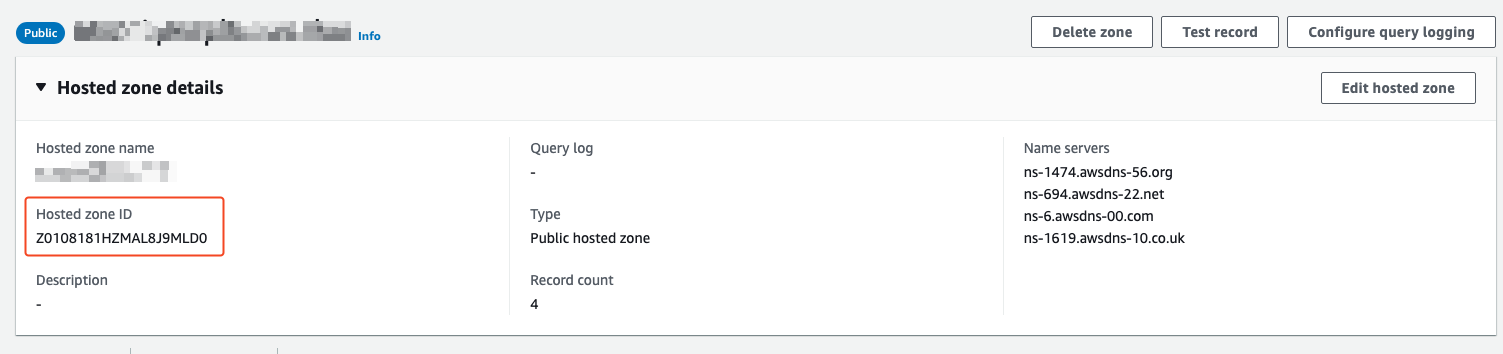 Public
Info
Delete zone
Test record
Configure query logging
Hosted zone details
Edit hosted zone
Hosted zone name
Hosted zone ID
Z0108181HZMAL8J9MLD0
Description
-
Query log
-
Type
Public hosted zone
Record count
4
Name servers
ns-1474.awsdns-56.org
ns-694.awsdns-22.net
ns-6.awsdns-00.com
ns-1619.awsdns-10.co.uk